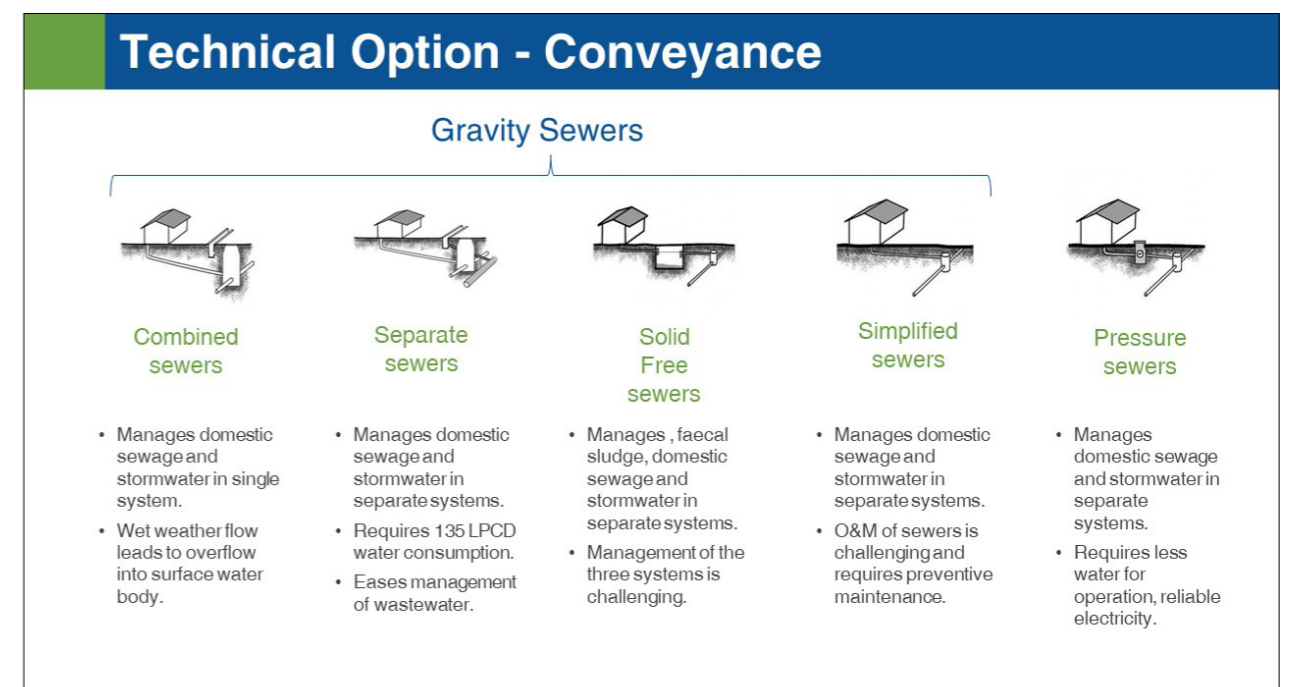 Technical Option - Conveyance
Gravity Sewers
Combined
sewers
Separate
sewers
Solid
Free
sewers
Simplified
sewers
Pressure
sewers
• Manages domestic
sewage and
stormwater in single
system.
• Wet weather flow
leads to overflow
into surface water
body.
• Manages domestic
sewage and
stormwater in
separate systems.
• Requires 135 LPCD
water consumption.
• Eases management
of wastewater.
• Manages , faecal
sludge, domestic
sewage and
stormwater in
separate systems.
• Management of the
three systems is
challenging.
• Manages domestic
sewage and
stormwater in
separate systems.
• O&M of sewers is
challenging and
requires preventive
maintenance.
• Manages
domestic sewage
and stormwater in
separate
systems.
• Requires less
water for
operation, reliable
electricity.